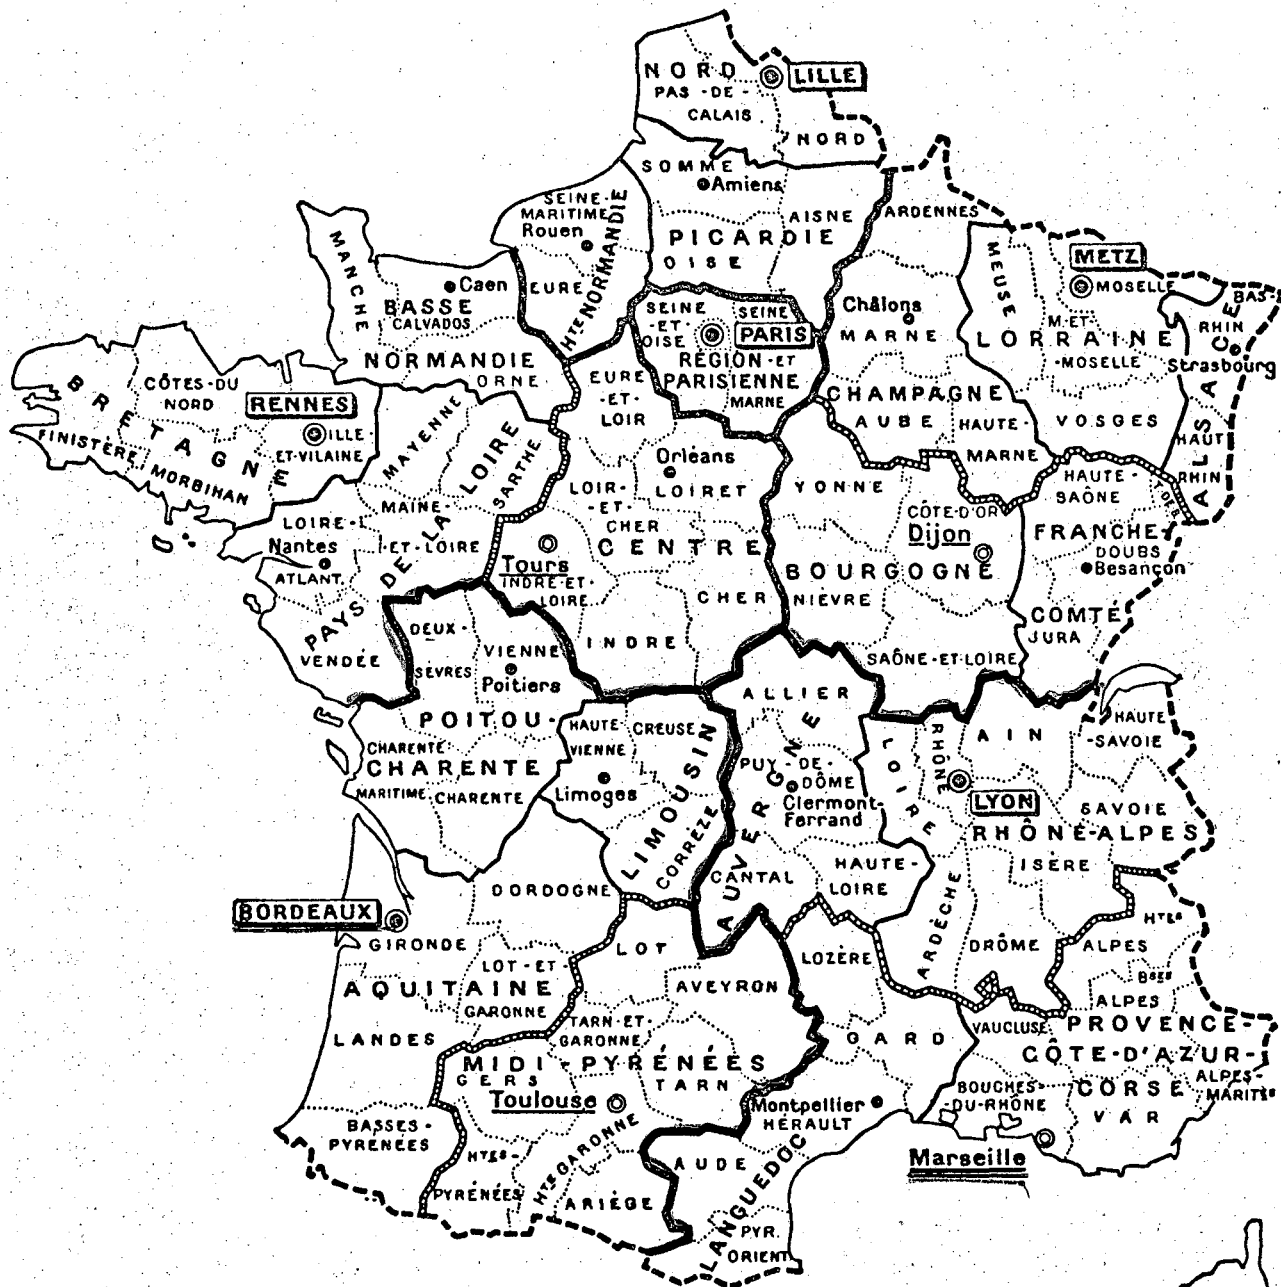 NORD
LILLE
PAS-DE-
CALAIS
NORD
SOMME
Amiens
SEINE-
MARITIME
Rouen
AISNE
ARDENNES
PICARDIE
OISE
HTE NORMANDIE
EURE
MANCHE
Caen
BASSE
CALVADOS
NORMANDIE
ORNE
SEINE
-ET-
OISE
SEINE
PARIS
RÉGION-ET
PARISIENNE
MARNE
Châlons
MARNE
CHAMPAGNE
AUBE
HAUTE-
MARNE
MEUSE
METZ
MOSELLE
M.ET-
LORRAINE
-MOSELLE
VOSGES
BAS-
RHIN
Strasbourg
ALSACE
HAUT
RHIN
BRETAGNE
CÔTES-DU
NORD
RENNES
ILLE-
ET-VILAINE
FINISTÈRE
MORBIHAN
MAYENNE
SARTHE
LOIRE-
Nantes
ATLANT.
MAINE-
-ET-LOIRE
PAYS DE LA LOIRE
VENDÉE
EURE-
-ET-
LOIR
Orléans
LOIRET
LOIR-
-ET-
CHER
CENTRE
Tours
INDRE-ET-
LOIRE
CHER
INDRE
YONNE
CÔTE-D'OR
Dijon
BOURGOGNE
NIÈVRE
SAÔNE-ET-LOIRE
HAUTE-
SAÔNE
T. DE B.
FRANCHE-
DOUBS
Besançon
COMTÉ
JURA
DEUX-
SEVRES
VIENNE
Poitiers
POITOU-
CHARENTE-
CHARENTE
MARITIME
CHARENTE
HAUTE
VIENNE
CREUSE
Limoges
LIMOUSIN
CORRÈZE
ALLIER
PUY-DE-
DÔME
Clermont-
Ferrand
AUVERGNE
CANTAL
HAUTE-
LOIRE
LOIRE
RHÔNE
AIN
HAUTE
-SAVOIE
LYON
SAVOIE
RHÔNE-ALPES
ISÈRE
ARDÈCHE
DRÔME
DORDOGNE
BORDEAUX
GIRONDE
LOT-ET-
AQUITAINE
GARONNE
LANDES
BASSES-
PYRÉNÉES
LOT
AVEYRON
TARN-ET-
GARONNE
MIDI-PYRÉNÉES
GERS
TARN
Toulouse
HTES-
PYRÉNÉES
HTE GARONNE
ARIÈGE
LOZÈRE
GARD
Montpellier
HÉRAULT
AUDE
LANGUEDOC
PYR.
ORIENT
HTES
ALPES
BSES
ALPES
VAUCLUSE
PROVENCE-
CÔTE-D'AZUR-
CORSE
ALPES-
MARITES
BOUCHES-
-DU-RHÔNE
VAR
Marseille